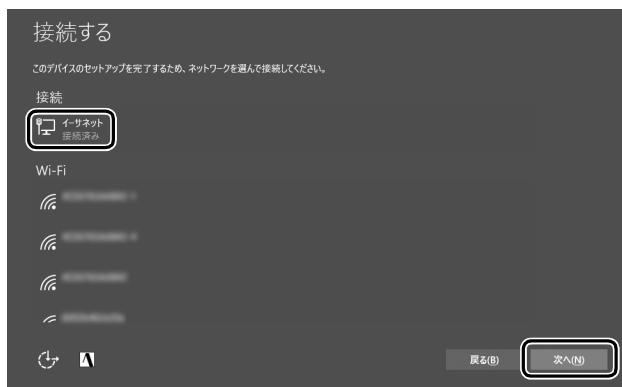 接続する
このデバイスのセットアップを完了するため、ネットワークを選んで接続してください。
接続
イーサネット
接続済み
Wi-Fi
戻る(B)
次へ(N)